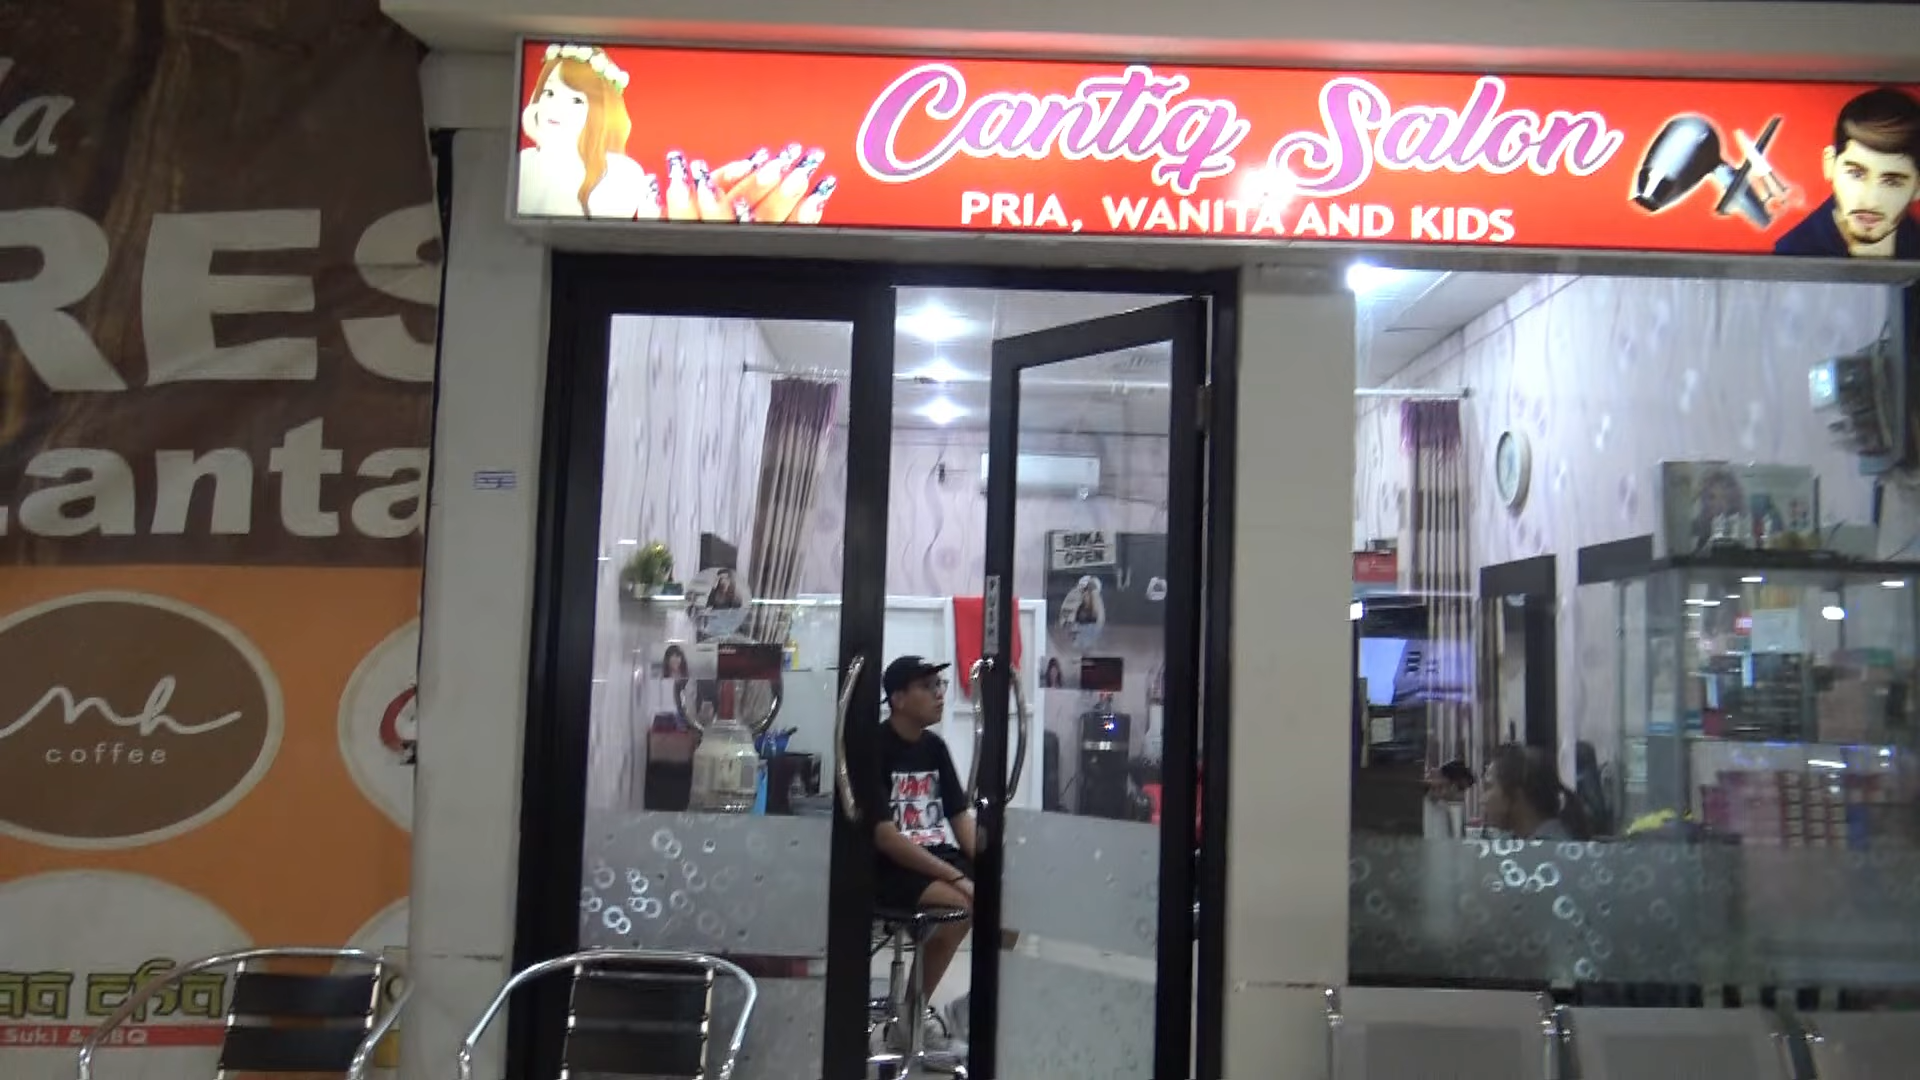 Cantiq Salon
PRIA, WANITA AND KIDS
RES
Lanta
nh
coffee
Suki & BBQ
BUKA
OPEN